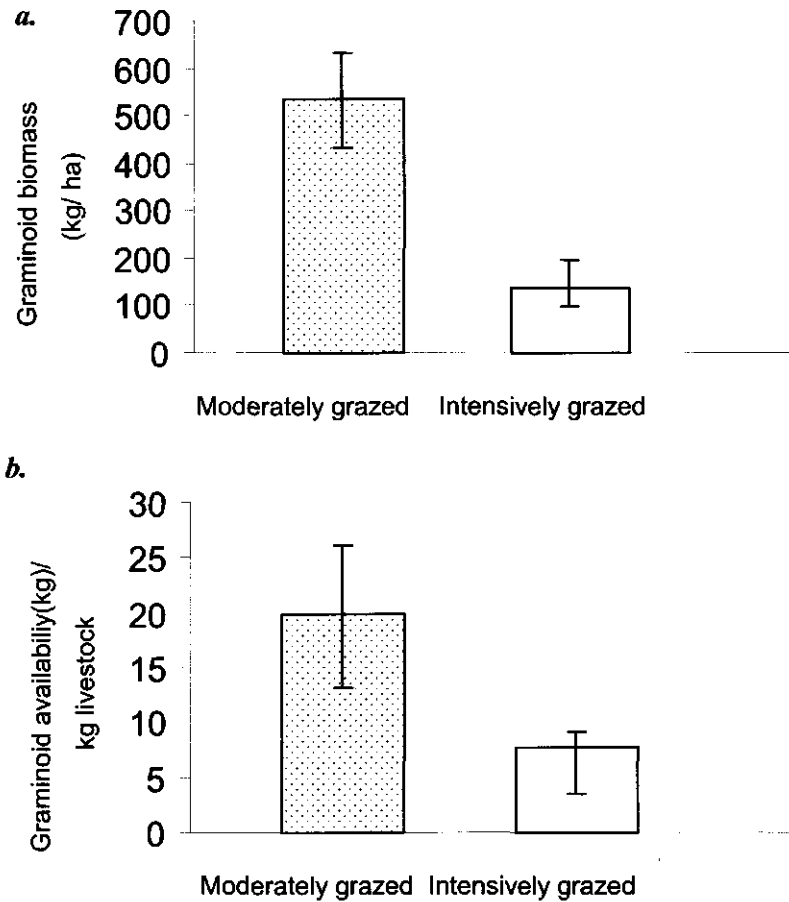 a.
700
600
500
400
300
200
100
0
Graminoid biomass
(kg/ ha)
Moderately grazed Intensively grazed
b.
30
25
20
15
10
5
0
Graminoid availabiliy(kg)/
kg livestock
Moderately grazed Intensively grazed